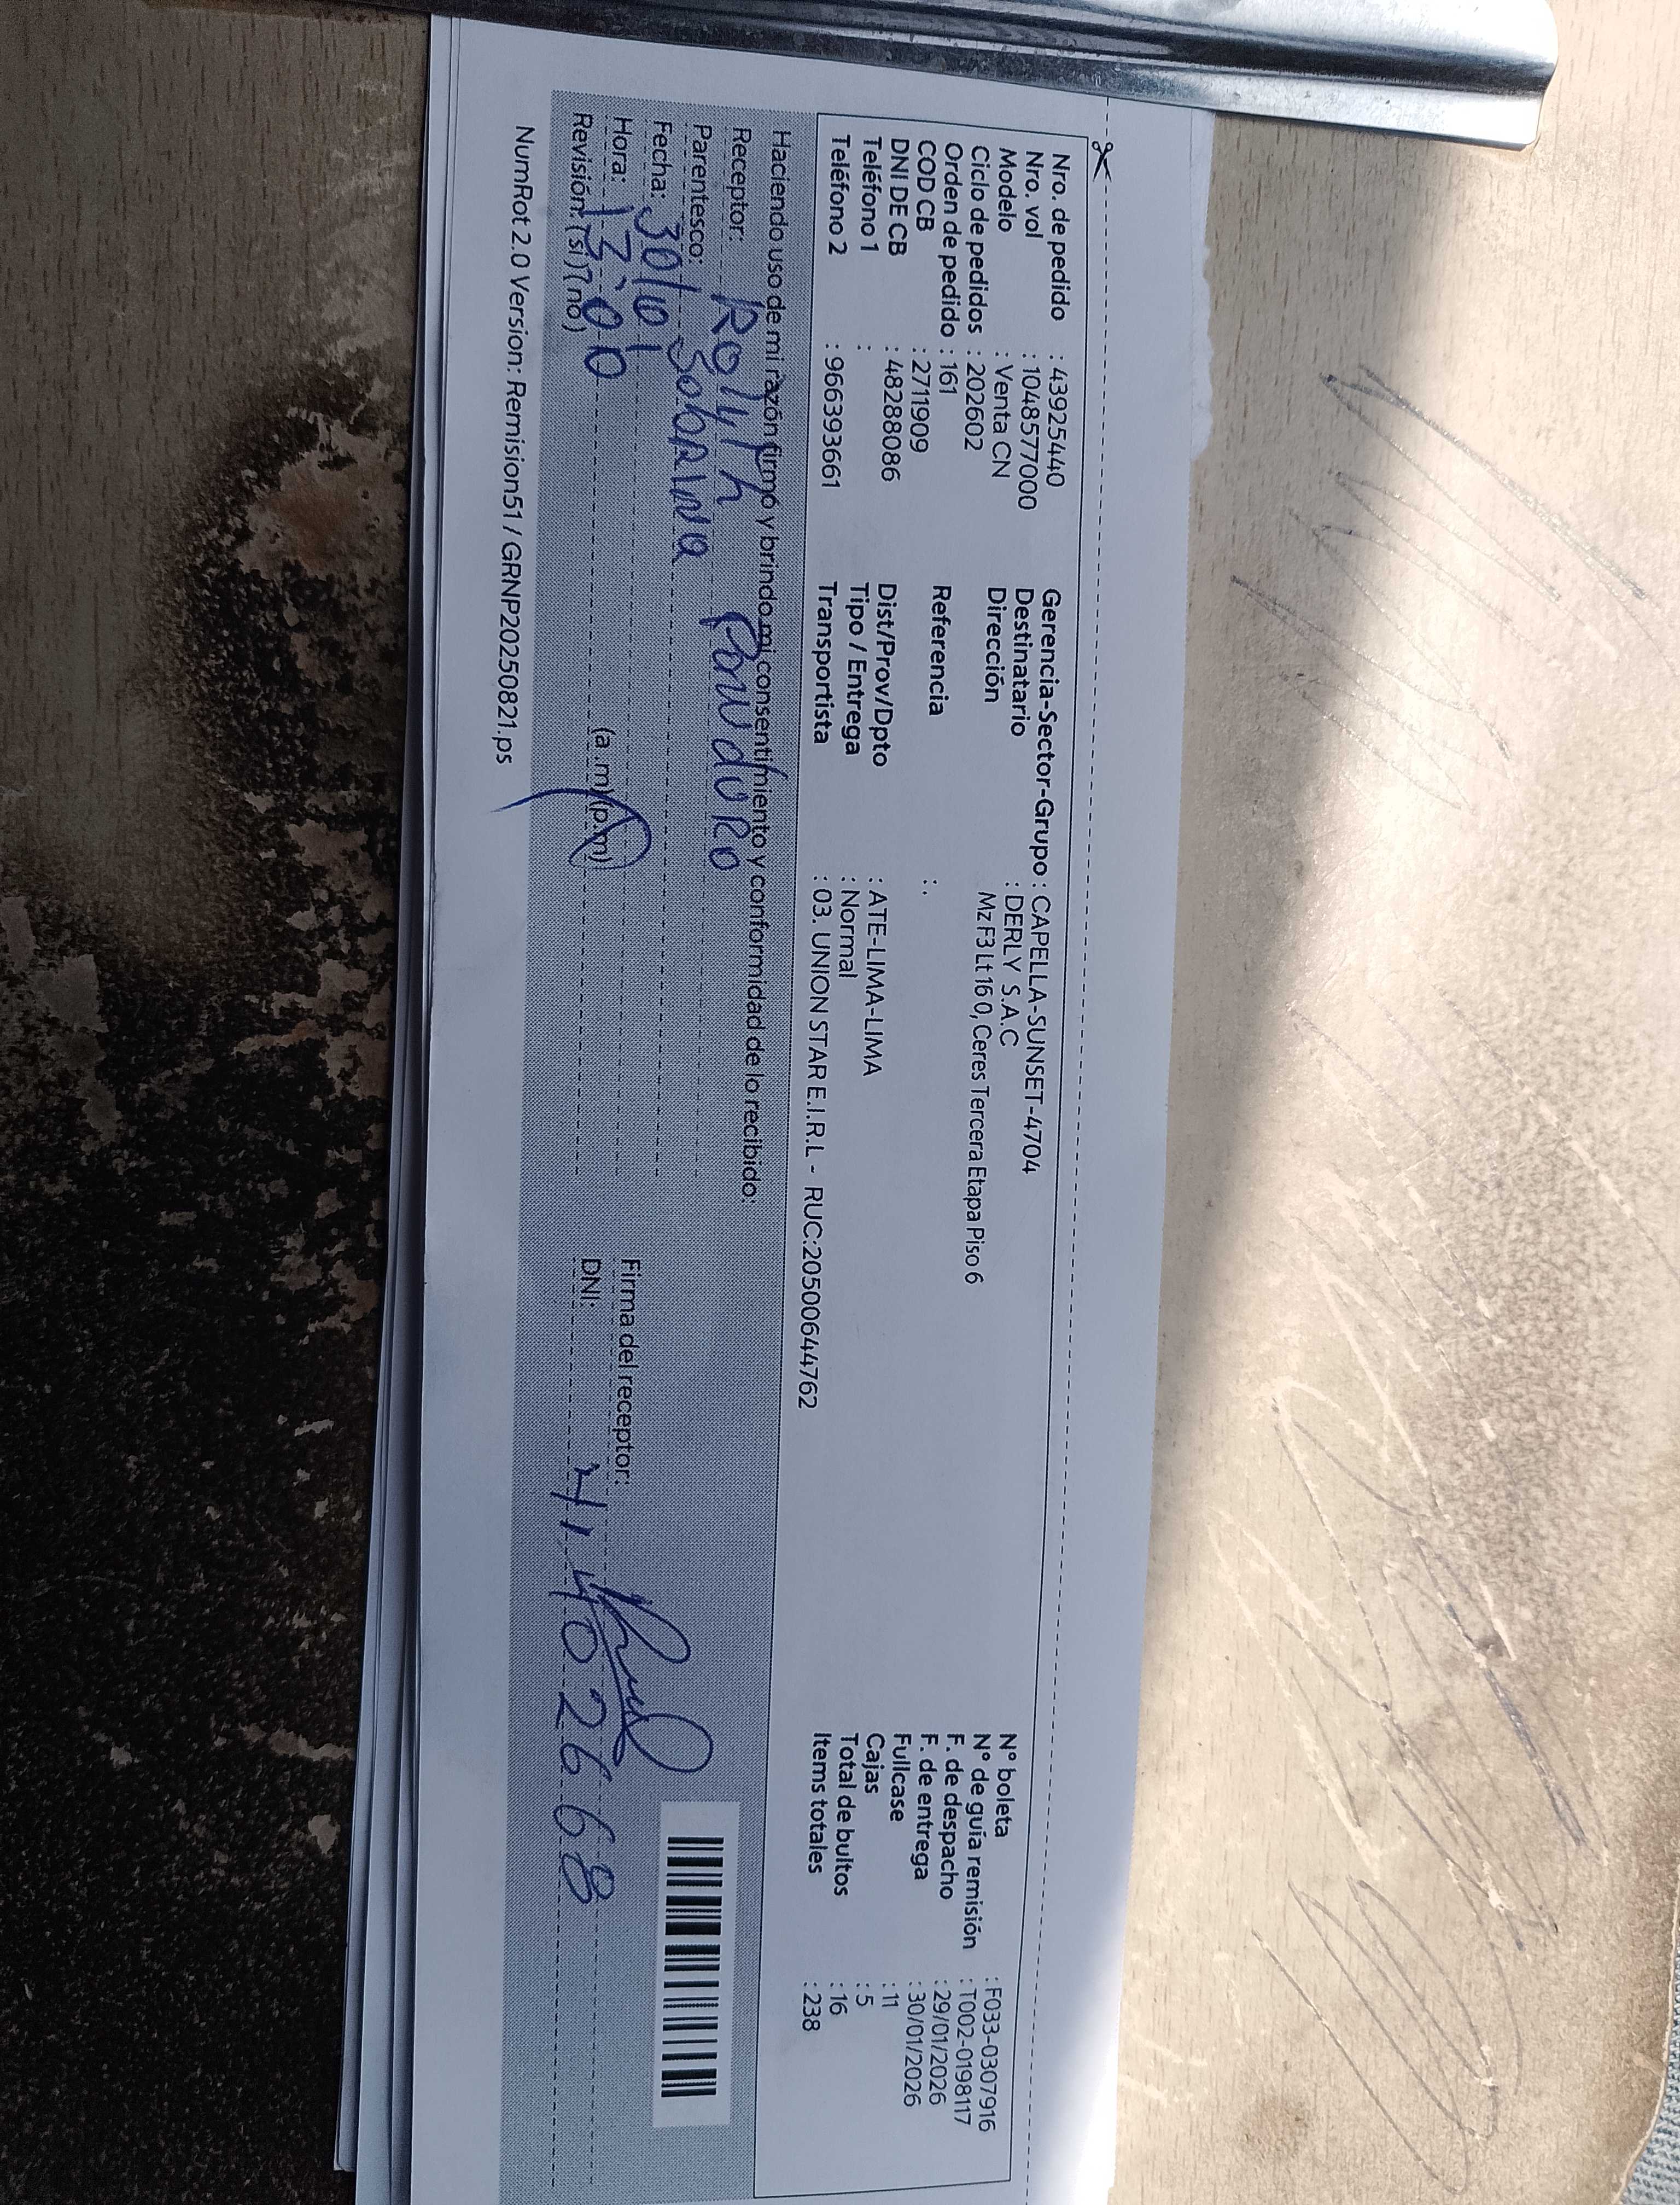 Nro. de pedido : 43925440
Nro. vol : 1048577000
Modelo : Venta CN
Ciclo de pedidos : 202602
Orden de pedido : 161
COD CB : 2711909
DNI DE CB : 48288086
Teléfono 1 :
Teléfono 2 : 966393661
Gerencia-Sector-Grupo : CAPELLA-SUNSET-4704
Destinatario : DERLY S.A.C
Dirección Mz F3 Lt 16 0, Ceres Tercera Etapa Piso 6
Referencia : .
Dist/Prov/Dpto : ATE-LIMA-LIMA
Tipo / Entrega : Normal
Transportista : 03. UNION STAR E.I.R.L - RUC:20500644762
N° boleta : F033-0307916
N° de guía remisión : T002-0198117
F. de despacho : 29/01/2026
F. de entrega : 30/01/2026
Fullcase : 11
Cajas : 5
Total de bultos : 16
Items totales : 238
Haciendo uso de mi razón firmo y brindo mi consentimiento y conformidad de lo recibido:
Receptor: Pondoro
Parentesco: Sobrina
Fecha: 30/01
Hora: 13:00 (a.m) (p.m)
Revisión: (si) (no)
Firma del receptor:
DNI:
NumRot 2.0 Version: Remision51 / GRNP20250821.ps